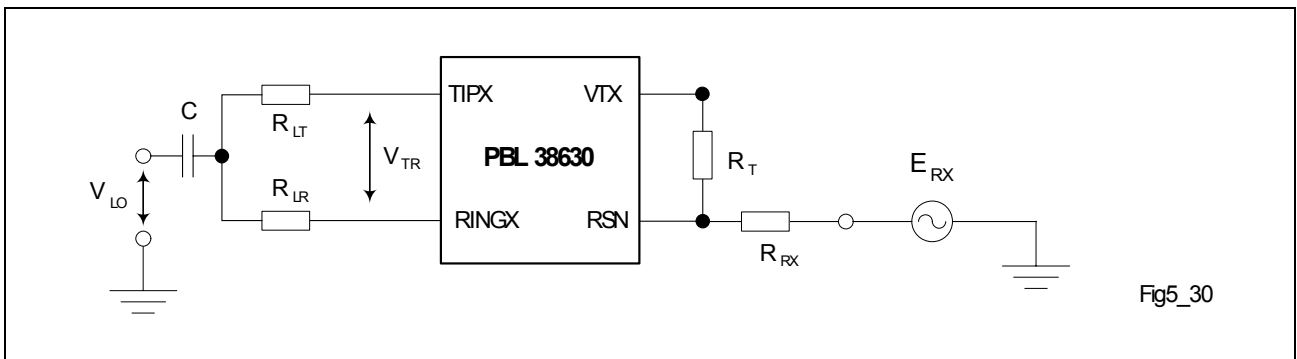 C
R LT
TIPX
VTX
V TR
PBL 38630
R T
V LO
R LR
E RX
RINGX
RSN
R RX
Fig5_30